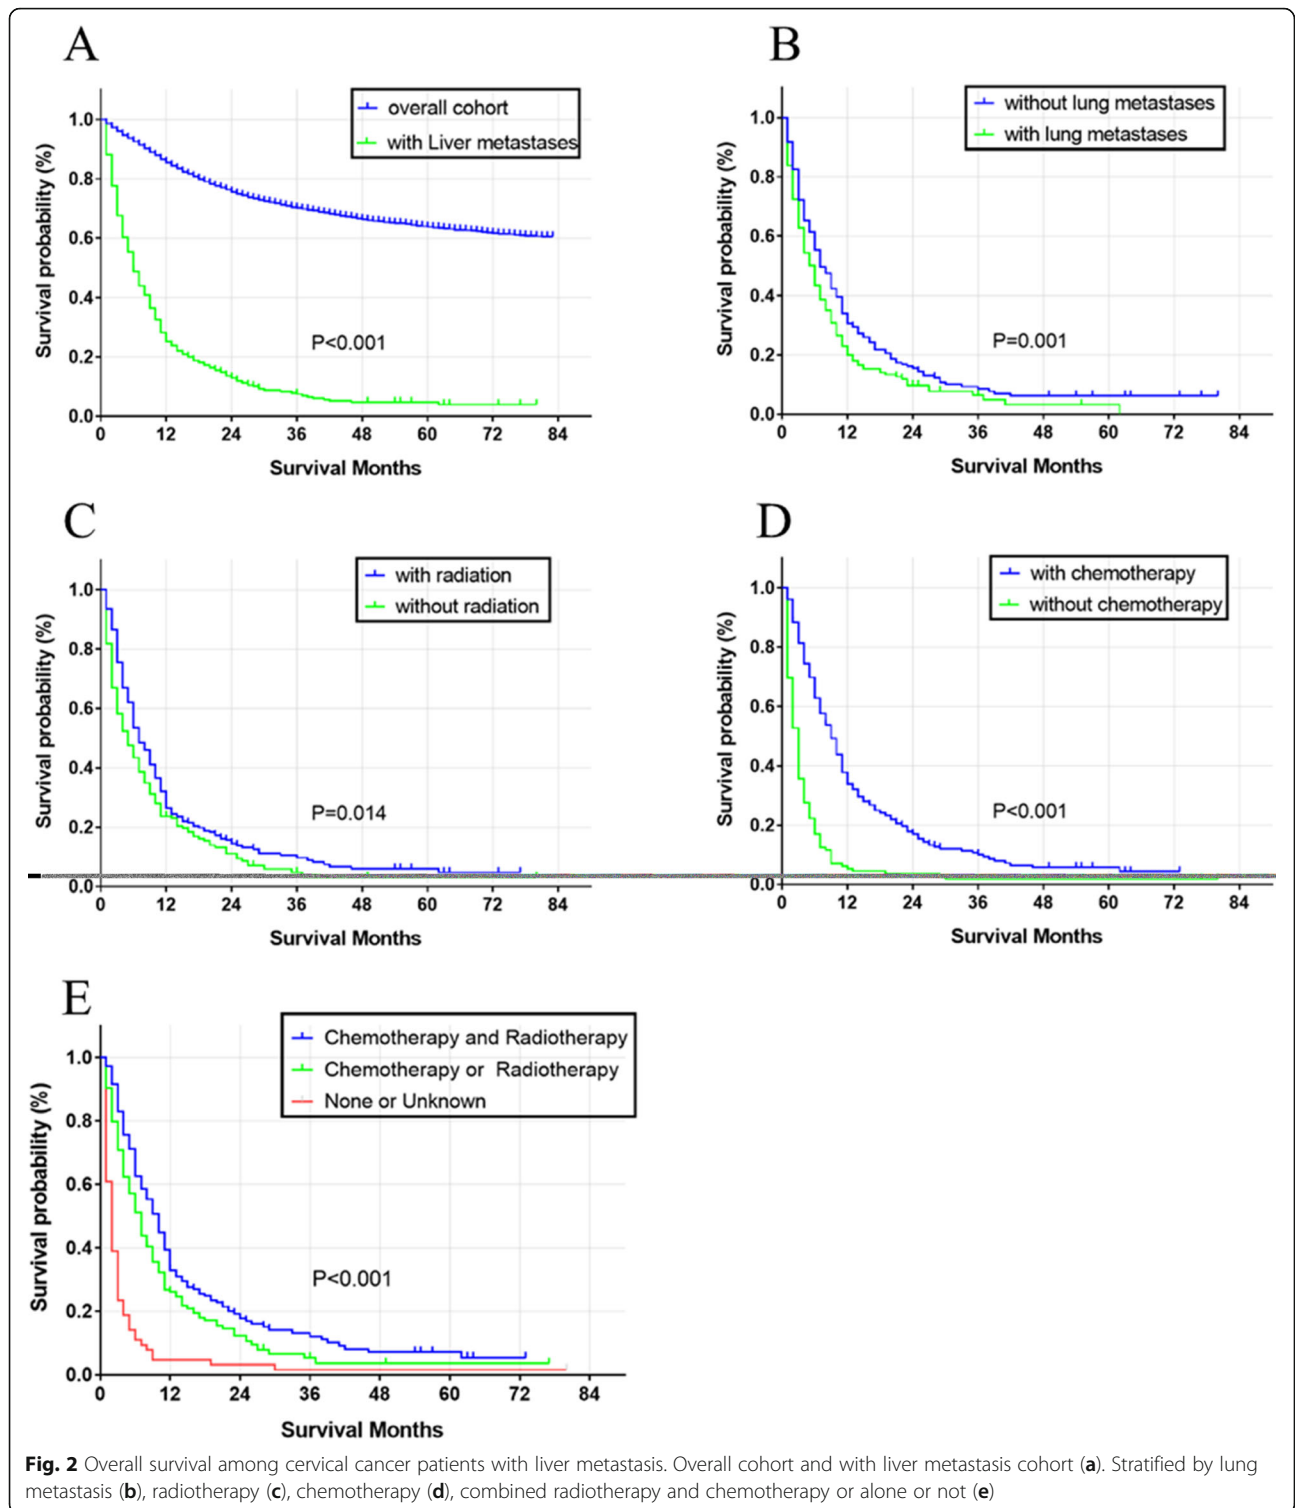 A
overall cohort
with Liver metastases
Survival probability (%)
1.0
0.8
0.6
0.4
0.2
0.0
P<0.001
0 12 24 36 48 60 72 84
Survival Months
B
without lung metastases
with lung metastases
Survival probability (%)
1.0
0.8
0.6
0.4
0.2
0.0
P=0.001
0 12 24 36 48 60 72 84
Survival Months
C
with radiation
without radiation
Survival probability (%)
1.0
0.8
0.6
0.4
0.2
0.0
P=0.014
0 12 24 36 48 60 72 84
Survival Months
D
with chemotherapy
without chemotherapy
Survival probability (%)
1.0
0.8
0.6
0.4
0.2
0.0
P<0.001
0 12 24 36 48 60 72 84
Survival Months
E
Chemotherapy and Radiotherapy
Chemotherapy or Radiotherapy
None or Unknown
Survival probability (%)
1.0
0.8
0.6
0.4
0.2
0.0
P<0.001
0 12 24 36 48 60 72 84
Survival Months
Fig. 2 Overall survival among cervical cancer patients with liver metastasis. Overall cohort and with liver metastasis cohort (a). Stratified by lung
metastasis (b), radiotherapy (c), chemotherapy (d), combined radiotherapy and chemotherapy or alone or not (e)